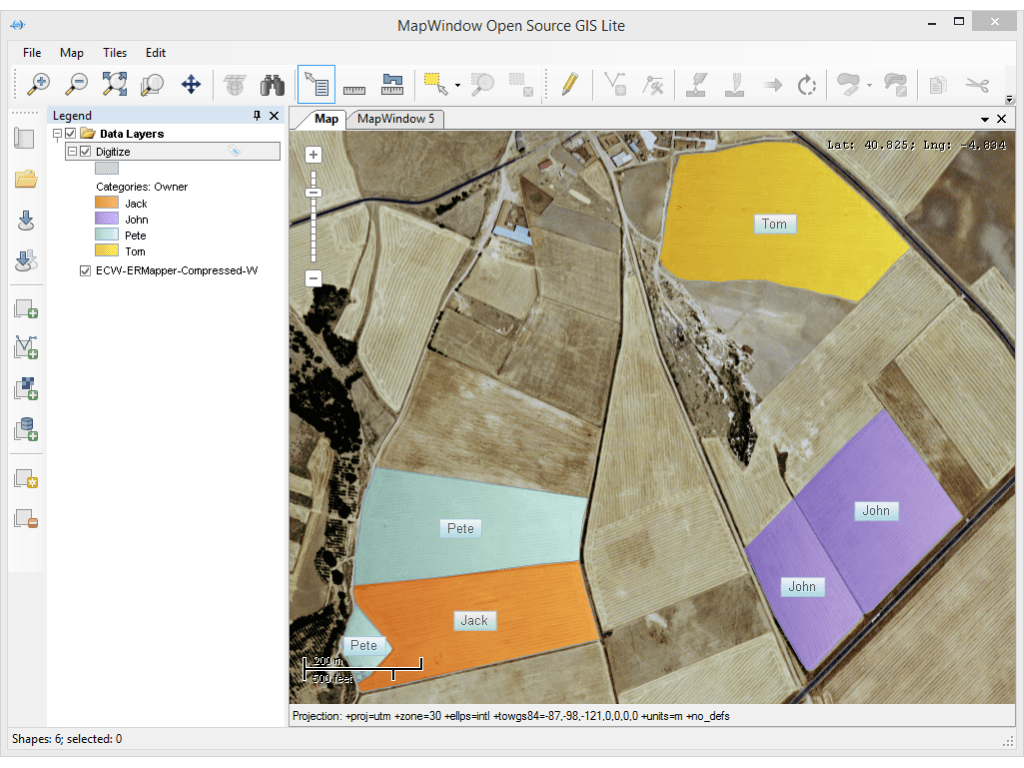 MapWindow Open Source GIS Lite
File Map Tiles Edit
Legend
Map MapWindow 5
Data Layers
Digitize
Categories: Owner
Jack
John
Pete
Tom
ECW-ERMapper-Compressed-W
Lat: 40.825; Lng: -4.834
Tom
John
Pete
John
Jack
Pete
200 m
500 feet
Projection: +proj=utm +zone=30 +ellps=intl +towgs84=-87,-98,-121,0,0,0,0 +units=m +no_defs
Shapes: 6; selected: 0